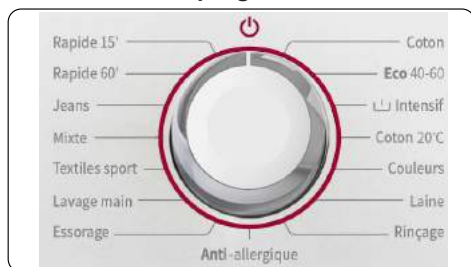 Rapide 15'
Rapide 60'
Jeans
Mixte
Textiles sport
Lavage main
Essorage
Anti-allergique
Coton
Eco 40-60
Intensif
Coton 20°C
Couleurs
Laine
Rinçage